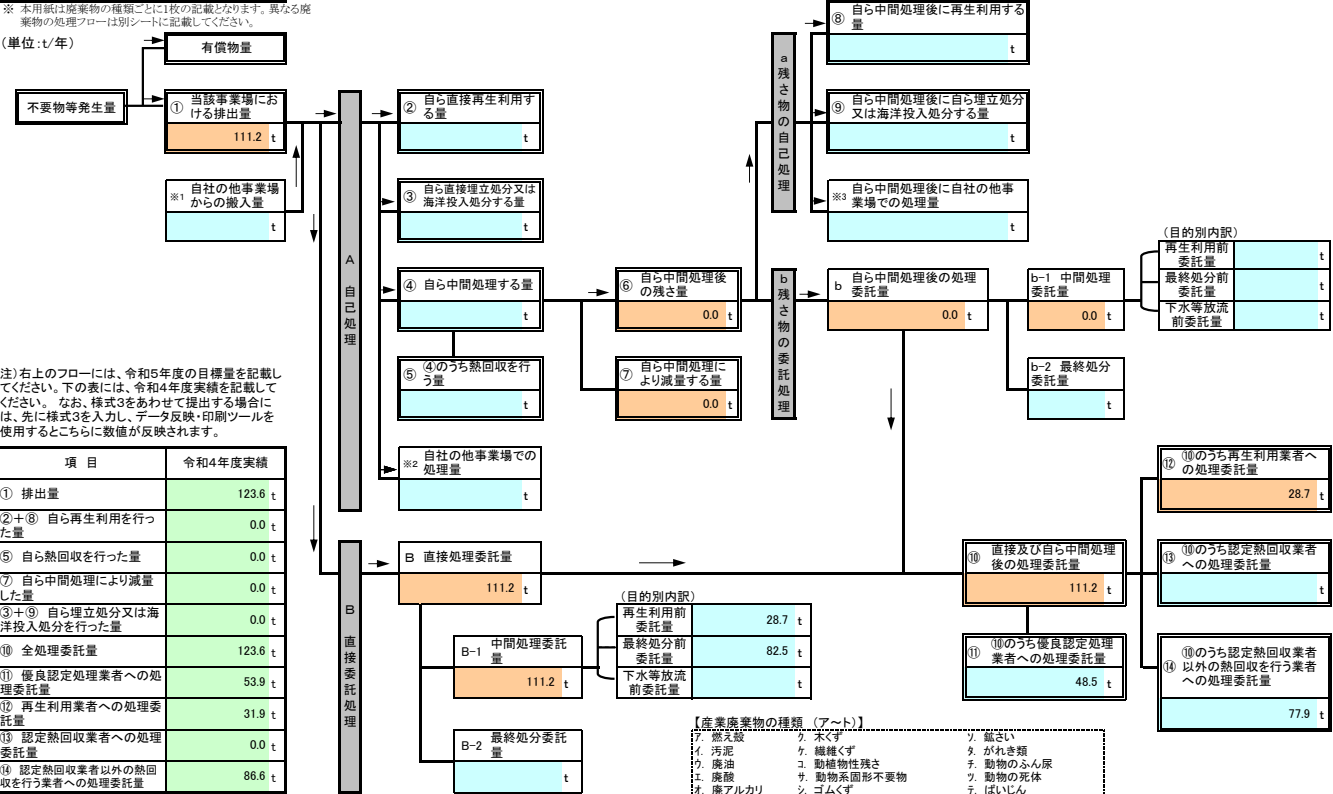 ※ 本用紙は廃棄物の種類ごとに1枚の記載となります。異なる廃
棄物の処理フローは別シートに記載してください。
(単位:t/年)
有償物量
不要物等発生量
① 当該事業場にお
ける排出量
111.2 t
※1 自社の他事業場
からの搬入量
t
A 自己処理
② 自ら直接再生利用す
る量
t
③ 自ら直接埋立処分又は
海洋投入処分する量
t
④ 自ら中間処理する量
t
⑤ ④のうち熱回収を行
う量
t
※2 自社の他事業場での
処理量
t
⑥ 自ら中間処理後
の残さ量
0.0 t
⑦ 自ら中間処理に
より減量する量
0.0 t
a 残さ物の自己処理
⑧ 自ら中間処理後に再生利用する
量
t
⑨ 自ら中間処理後に自ら埋立処分
又は海洋投入処分する量
t
※3 自ら中間処理後に自社の他事
業場での処理量
t
b 残さ物の委託処理
b 自ら中間処理後の処理
委託量
0.0 t
b-1 中間処理
委託量
0.0 t
b-2 最終処分
委託量
t
(目的別内訳)
再生利用前
委託量
t
最終処分前
委託量
t
下水等放流
前委託量
t
注)右上のフローには、令和5年度の目標量を記載し
てください。下の表には、令和4年度実績を記載して
ください。 なお、様式3をあわせて提出する場合に
は、先に様式3を入力し、データ反映・印刷ツールを
使用するとこちらに数値が反映されます。
項 目 令和4年度実績
① 排出量 123.6 t
②+⑧ 自ら再生利用を行っ
た量 0.0 t
⑤ 自ら熱回収を行った量 0.0 t
⑦ 自ら中間処理により減量
した量 0.0 t
③+⑨ 自ら埋立処分又は海
洋投入処分を行った量 0.0 t
⑩ 全処理委託量 123.6 t
⑪ 優良認定処理業者への処
理委託量 53.9 t
⑫ 再生利用業者への処理委
託量 31.9 t
⑬ 認定熱回収業者への処理
委託量 0.0 t
⑭ 認定熱回収業者以外の熱回
収を行う業者への処理委託量 86.6 t
B 直接委託処理
B 直接処理委託量
111.2 t
B-1 中間処理委託
量
111.2 t
B-2 最終処分委託
量
t
(目的別内訳)
再生利用前
委託量 28.7 t
最終処分前
委託量 82.5 t
下水等放流
前委託量 t
⑩ 直接及び自ら中間処理
後の処理委託量
111.2 t
⑪ ⑩のうち優良認定処理
業者への処理委託量
48.5 t
⑫ ⑩のうち再生利用業者へ
の処理委託量
28.7 t
⑬ ⑩のうち認定熱回収業者
への処理委託量
t
⑭ ⑩のうち認定熱回収業者
以外の熱回収を行う業者
への処理委託量
77.9 t
【産業廃棄物の種類 (ア～ト)】
ア. 燃え殻 ク. 木くず ソ. 鉱さい
イ. 汚泥 ケ. 繊維くず タ. がれき類
ウ. 廃油 コ. 動植物性残さ チ. 動物のふん尿
エ. 廃酸 サ. 動物系固形不要物 ツ. 動物の死体
オ. 廃アルカリ シ. ゴムくず テ. ばいじん